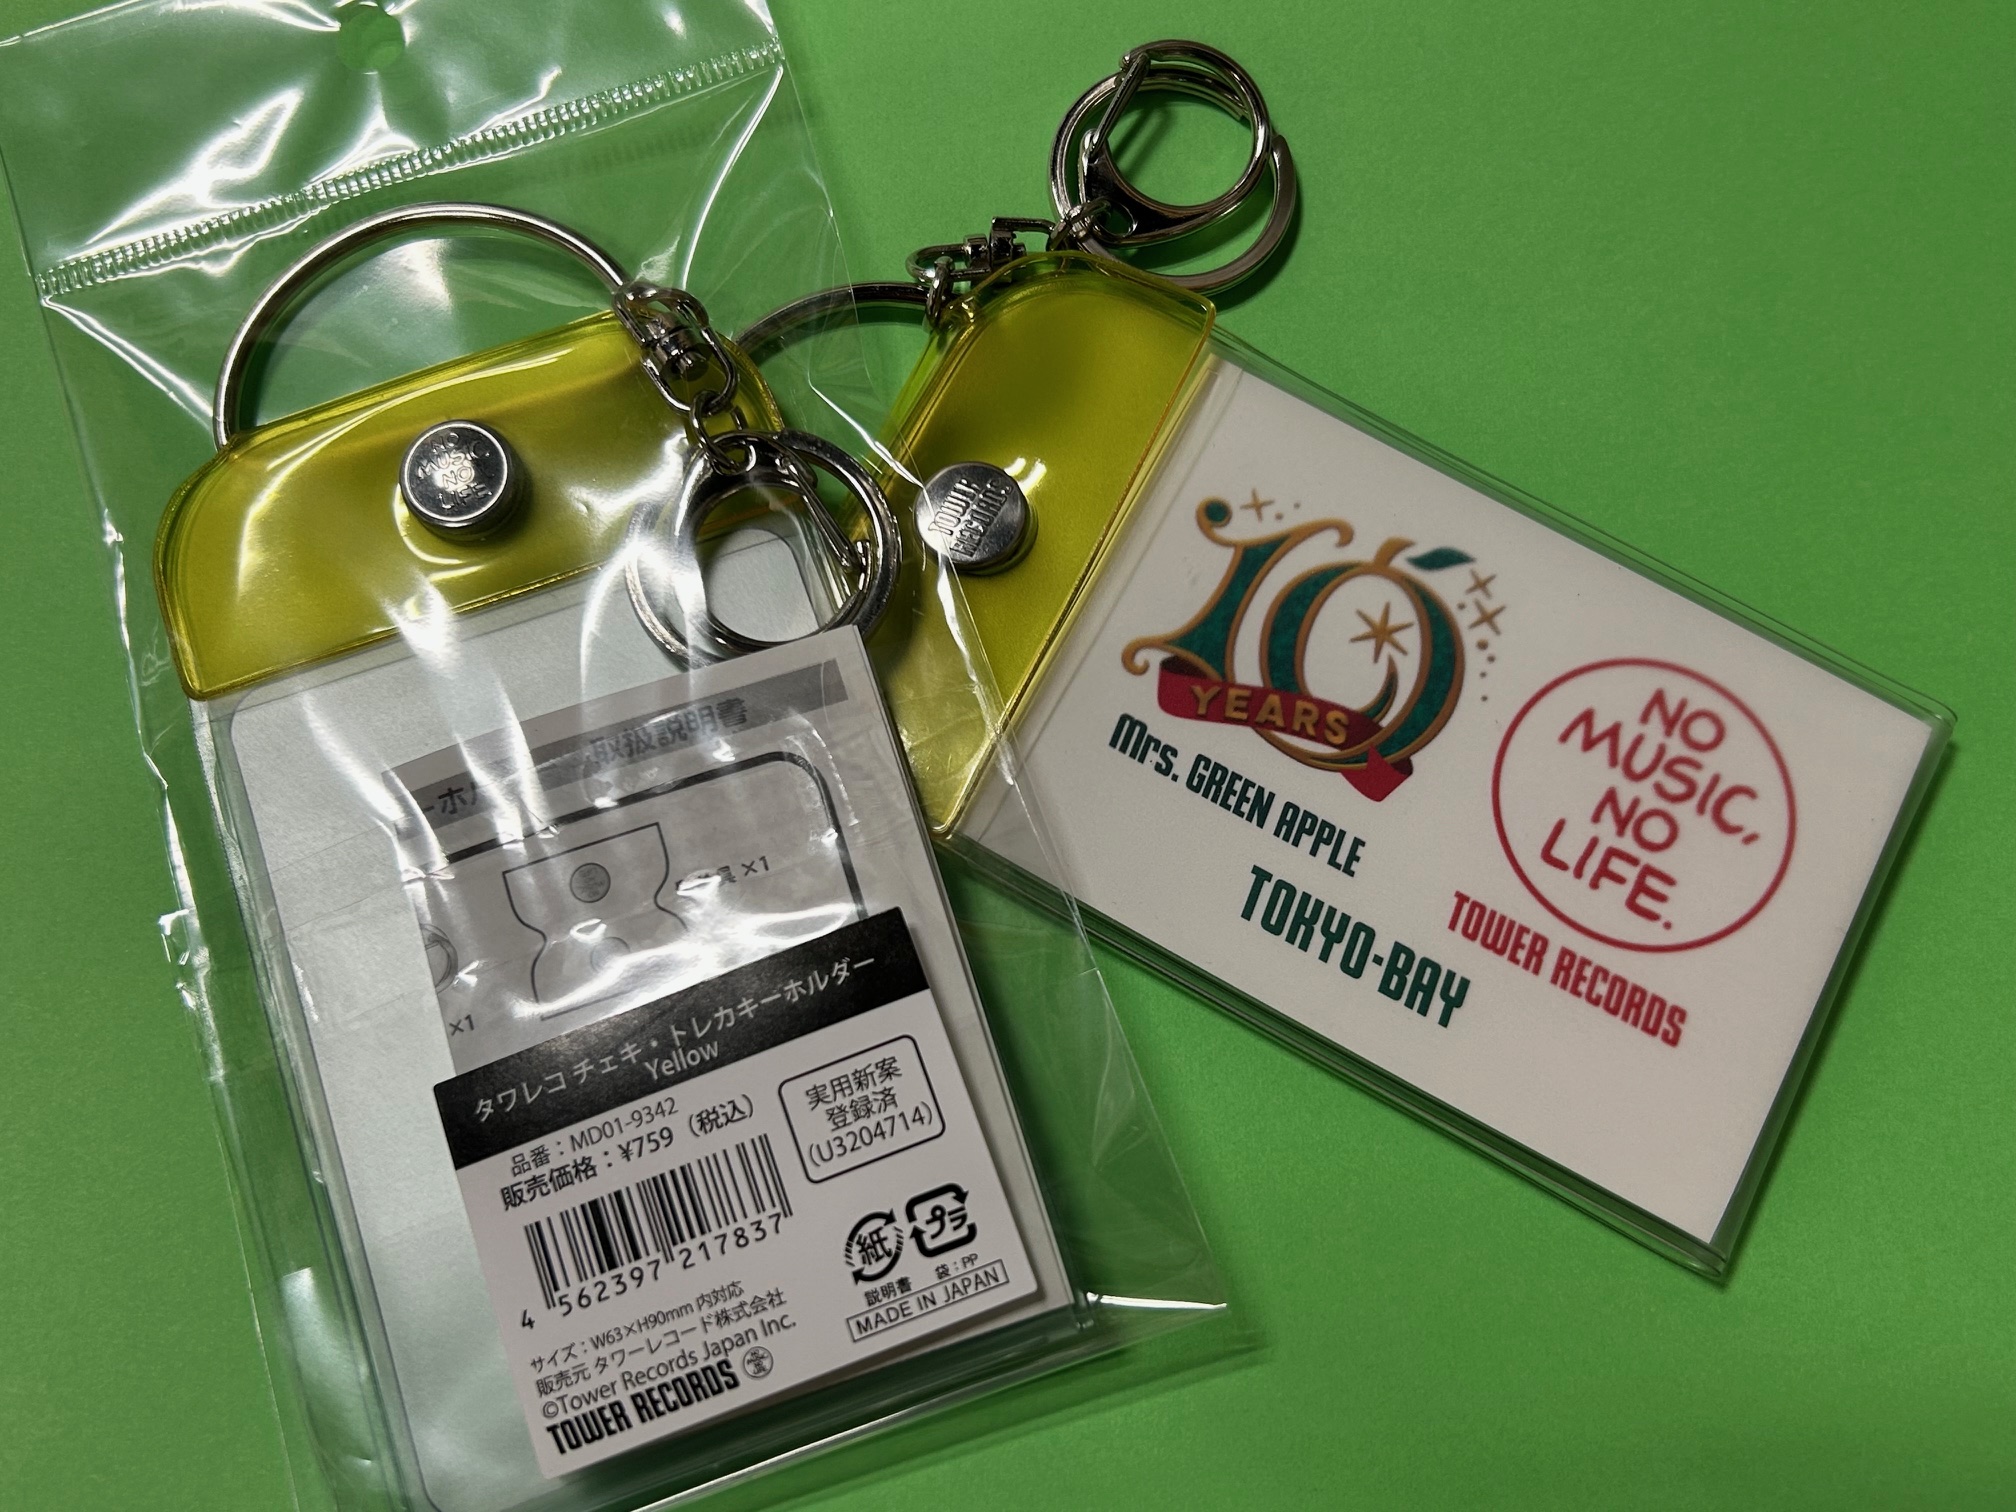 NO
MUSIC,
NO
LIFE.
取扱説明書
ーホル
×1
×1
タワレコ チェキ・トレカキーホルダー
Yellow
品番：MD01-9342
販売価格：¥759（税込）
実用新案
登録済
(U3204714)
4 562397 217837
紙
プラ
説明書
袋：PP
MADE IN JAPAN
サイズ：W63×H90mm 内対応
販売元 タワーレコード株式会社
©Tower Records Japan Inc.
TOWER RECORDS
TOWER
RECORDS
10
YEARS
Mrs. GREEN APPLE
TOKYO-BAY
NO
MUSIC,
NO
LIFE.
TOWER RECORDS